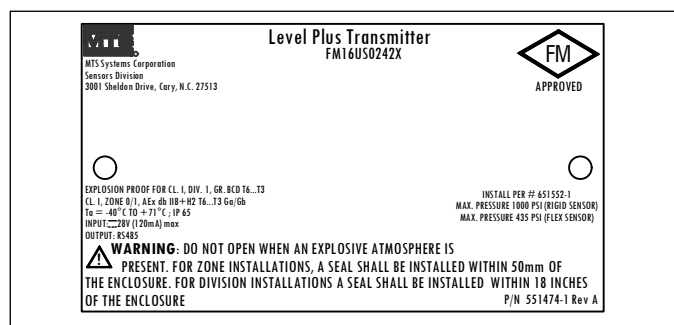 MTS
Level Plus Transmitter
FM16US0242X
MTS Systems Corporation
Sensors Division
3001 Sheldon Drive, Cary, N.C. 27513
FM
APPROVED
EXPLOSION PROOF FOR CL. I, DIV. 1, GR. BCD T6...T3
CL. I, ZONE 0/1, AEx db IIB+H2 T6...T3 Ga/Gb
Ta = -40°C TO +71°C ; IP 65
INPUT: 28V (120mA) max
OUTPUT: RS485
INSTALL PER # 651552-1
MAX. PRESSURE 1000 PSI (RIGID SENSOR)
MAX. PRESSURE 435 PSI (FLEX SENSOR)
WARNING: DO NOT OPEN WHEN AN EXPLOSIVE ATMOSPHERE IS
PRESENT. FOR ZONE INSTALLATIONS, A SEAL SHALL BE INSTALLED WITHIN 50mm OF
THE ENCLOSURE. FOR DIVISION INSTALLATIONS A SEAL SHALL BE INSTALLED WITHIN 18 INCHES
OF THE ENCLOSURE
P/N 551474-1 Rev A